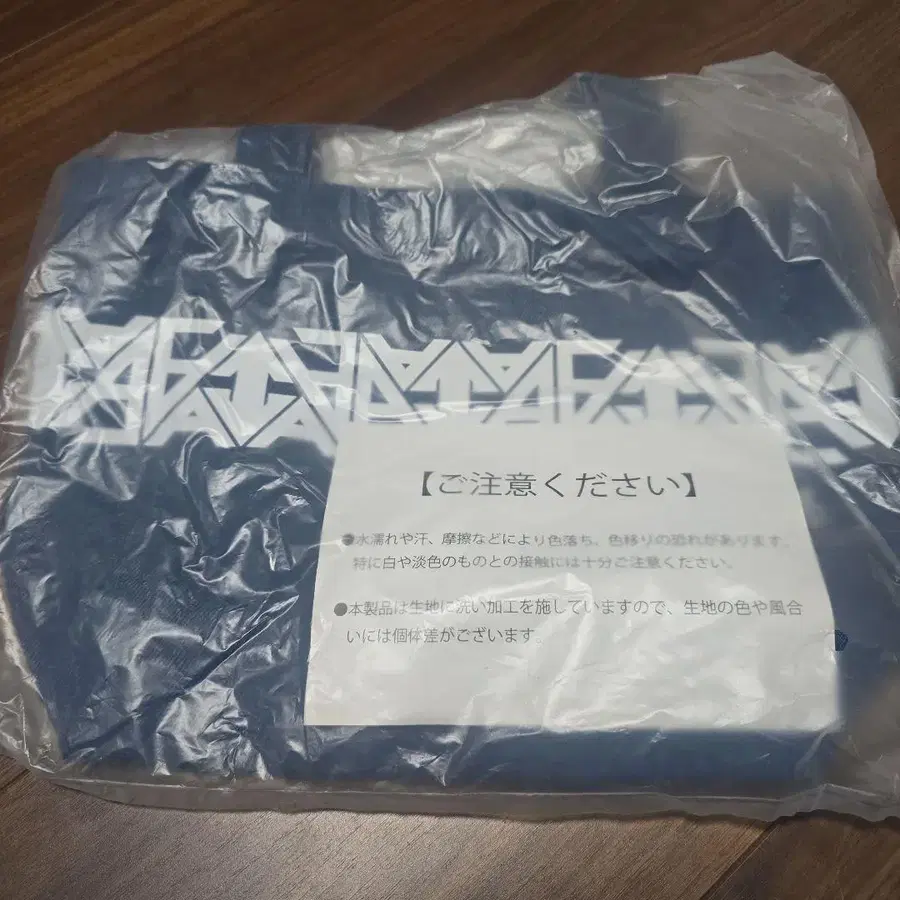 【ご注意ください】
●水濡れや汗、摩擦などにより色落ち、色移りの恐れがあります。
特に白や淡色のものとの接触には十分ご注意ください。
●本製品は生地に洗い加工を施していますので、生地の色や風合
いには個体差がございます。